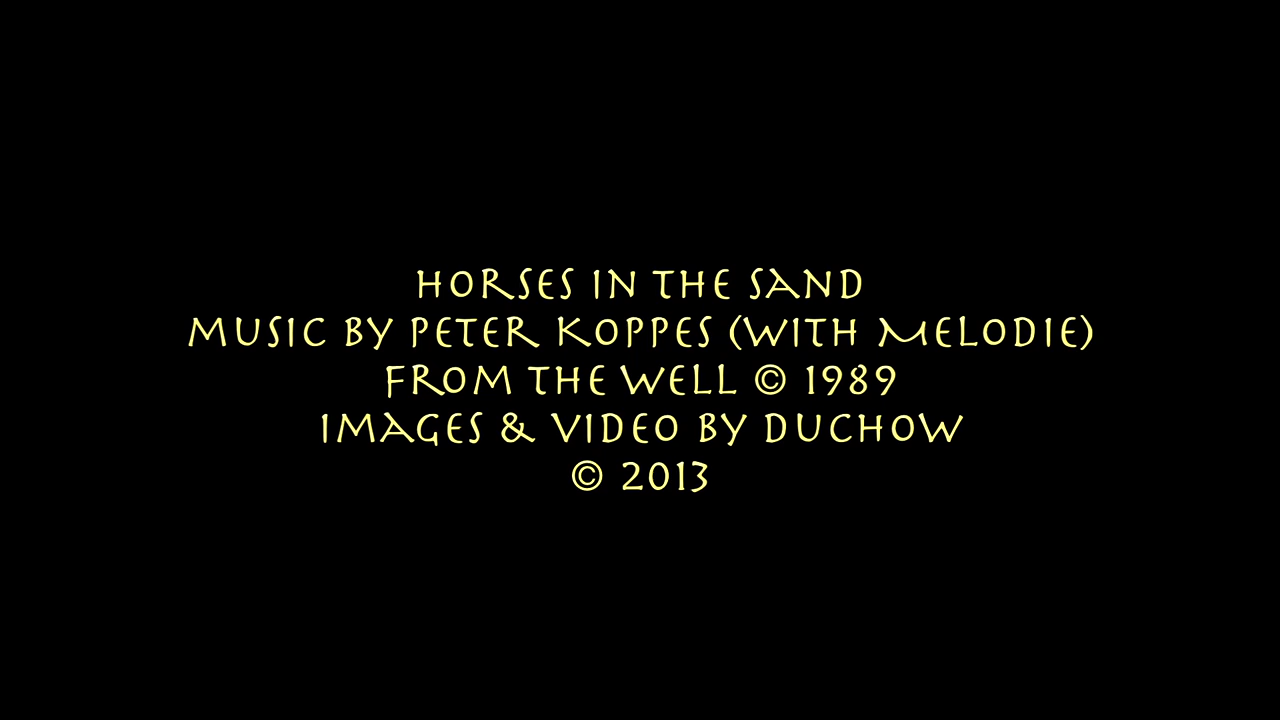 HORSES IN THE SAND
MUSIC BY PETER KOPPES (WITH MELODIE)
FROM THE WELL © 1989
IMAGES & VIDEO BY DUCHOW
© 2013